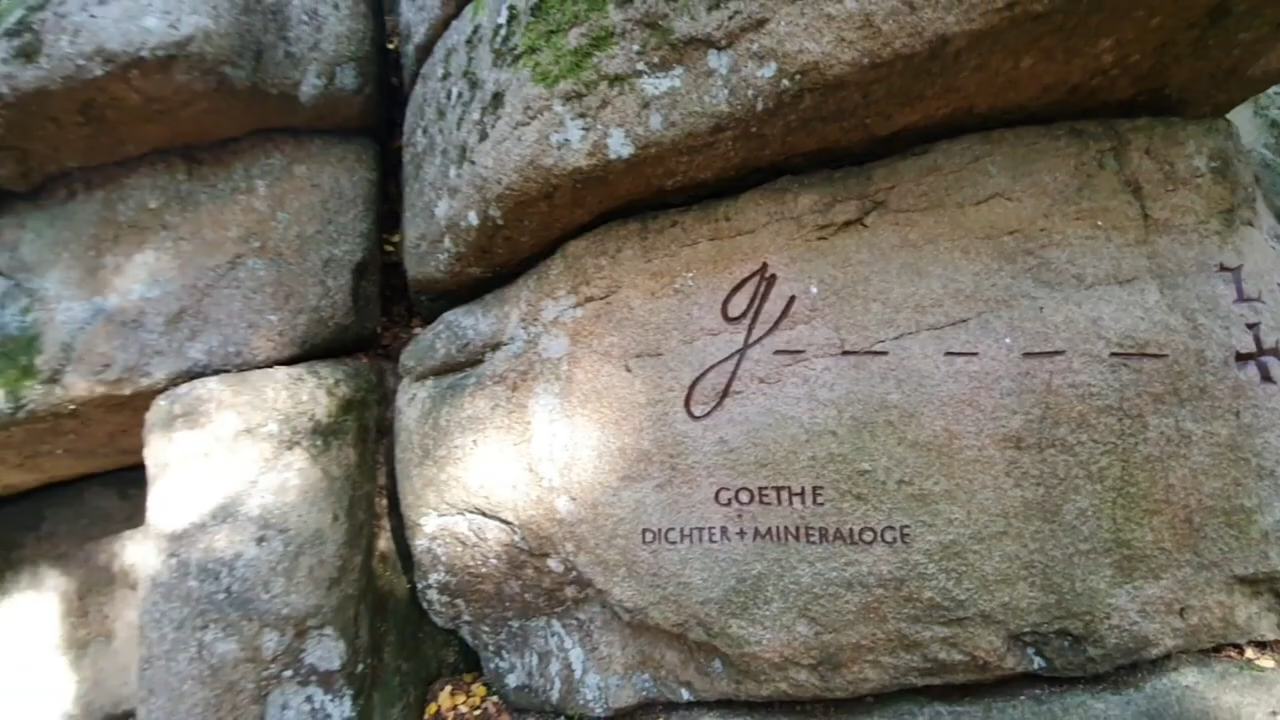 g - - - - - L +
GOETHE
DICHTER + MINERALOGE